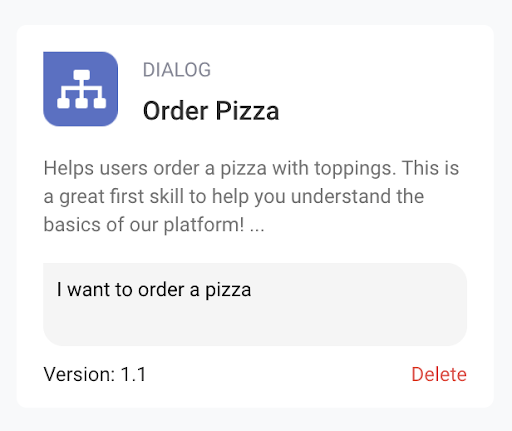 DIALOG
Order Pizza
Helps users order a pizza with toppings. This is
a great first skill to help you understand the
basics of our platform! ...
I want to order a pizza
Version: 1.1
Delete